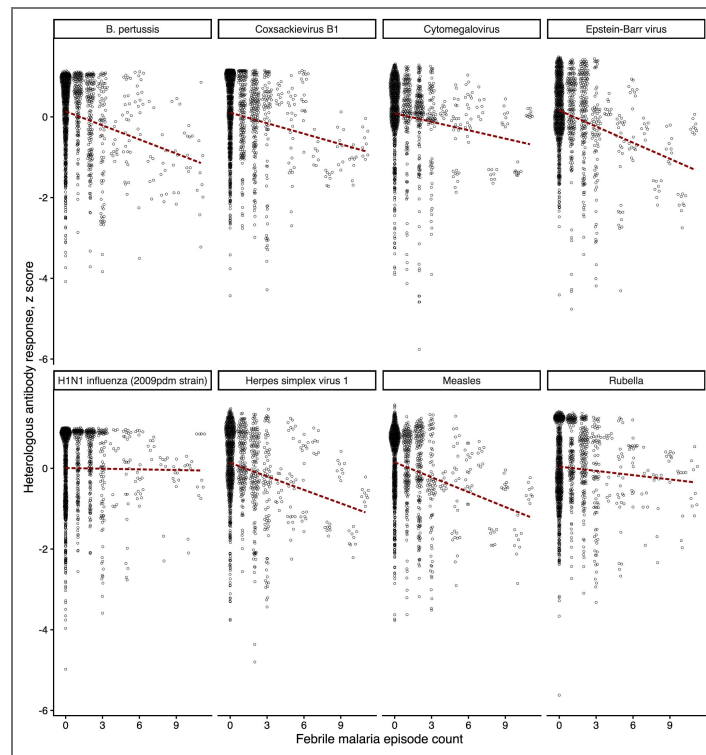 B. pertussis
Coxsackievirus B1
Cytomegalovirus
Epstein-Barr virus
0
-2
-4
-6
Heterologous antibody response, z score
H1N1 influenza (2009pdm strain)
Herpes simplex virus 1
Measles
Rubella
0
-2
-4
-6
0 3 6 9 0 3 6 9 0 3 6 9 0 3 6 9
Febrile malaria episode count